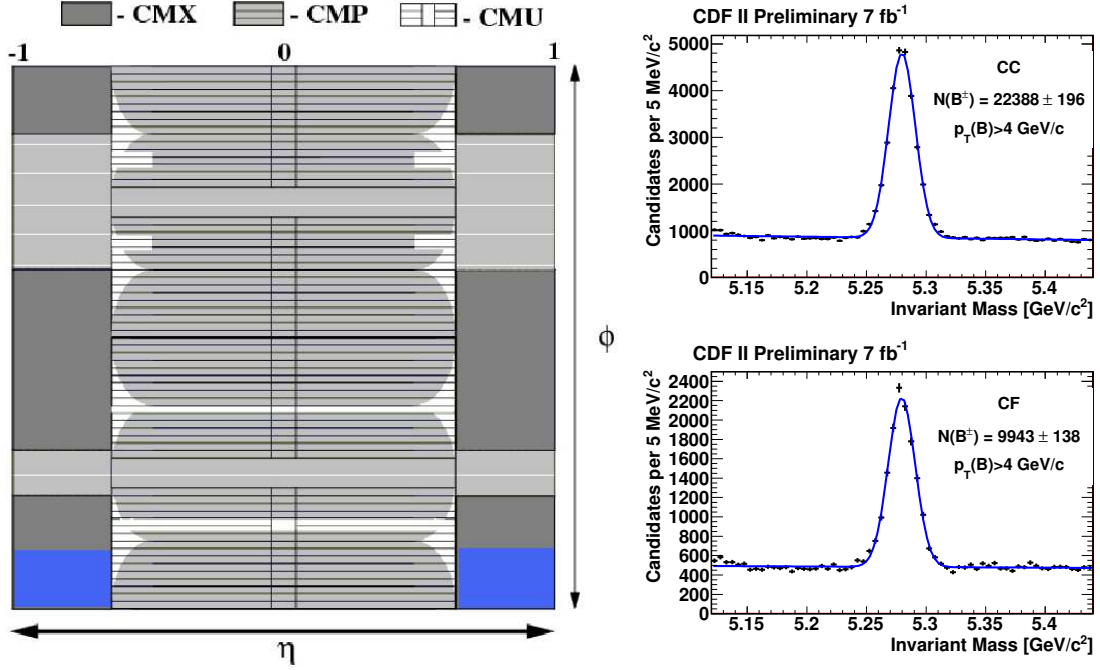 - CMX - CMP - CMU
-1 0 1
ϕ
η
CDF II Preliminary 7 fb⁻¹
Candidates per 5 MeV/c²
5000
4000
3000
2000
1000
0
CC
N(B±) = 22388 ± 196
p_T(B)>4 GeV/c
5.15 5.2 5.25 5.3 5.35 5.4
Invariant Mass [GeV/c²]
CDF II Preliminary 7 fb⁻¹
Candidates per 5 MeV/c²
2400
2200
2000
1800
1600
1400
1200
1000
800
600
400
200
0
CF
N(B±) = 9943 ± 138
p_T(B)>4 GeV/c
5.15 5.2 5.25 5.3 5.35 5.4
Invariant Mass [GeV/c²]